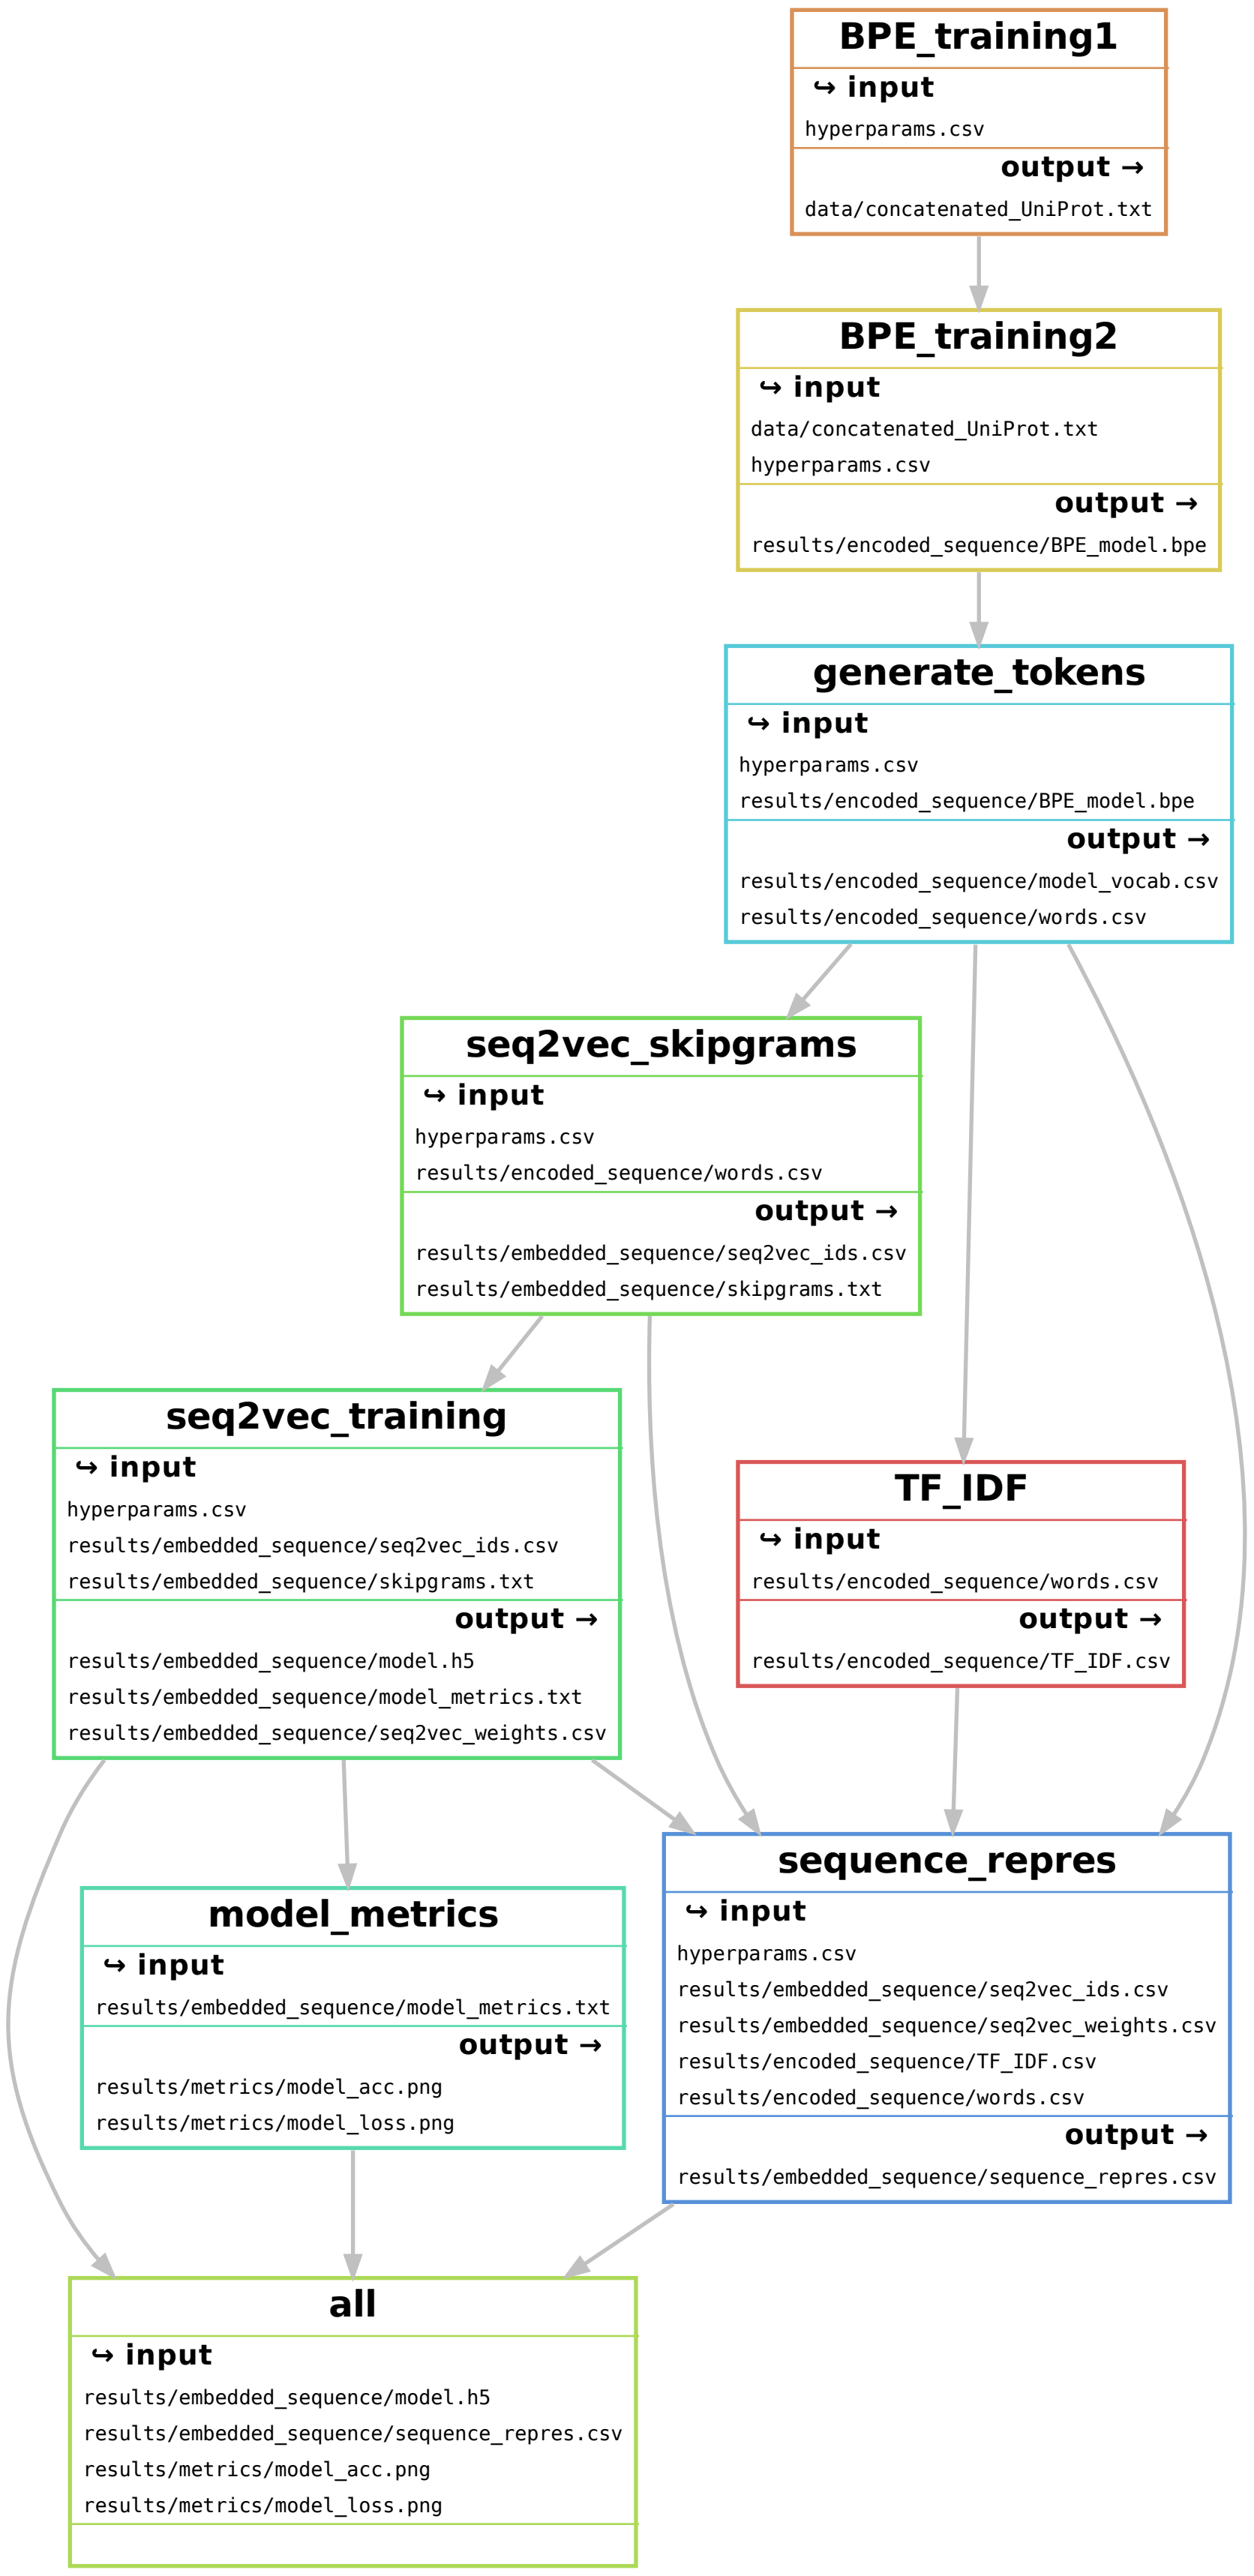 BPE_training1
↪ input
hyperparams.csv
output →
data/concatenated_UniProt.txt
BPE_training2
↪ input
data/concatenated_UniProt.txt
hyperparams.csv
output →
results/encoded_sequence/BPE_model.bpe
generate_tokens
↪ input
hyperparams.csv
results/encoded_sequence/BPE_model.bpe
output →
results/encoded_sequence/model_vocab.csv
results/encoded_sequence/words.csv
seq2vec_skipgrams
↪ input
hyperparams.csv
results/encoded_sequence/words.csv
output →
results/embedded_sequence/seq2vec_ids.csv
results/embedded_sequence/skipgrams.txt
seq2vec_training
↪ input
hyperparams.csv
results/embedded_sequence/seq2vec_ids.csv
results/embedded_sequence/skipgrams.txt
output →
results/embedded_sequence/model.h5
results/embedded_sequence/model_metrics.txt
results/embedded_sequence/seq2vec_weights.csv
TF_IDF
↪ input
results/encoded_sequence/words.csv
output →
results/encoded_sequence/TF_IDF.csv
model_metrics
↪ input
results/embedded_sequence/model_metrics.txt
output →
results/metrics/model_acc.png
results/metrics/model_loss.png
sequence_repres
↪ input
hyperparams.csv
results/embedded_sequence/seq2vec_ids.csv
results/embedded_sequence/seq2vec_weights.csv
results/encoded_sequence/TF_IDF.csv
results/encoded_sequence/words.csv
output →
results/embedded_sequence/sequence_repres.csv
all
↪ input
results/embedded_sequence/model.h5
results/embedded_sequence/sequence_repres.csv
results/metrics/model_acc.png
results/metrics/model_loss.png